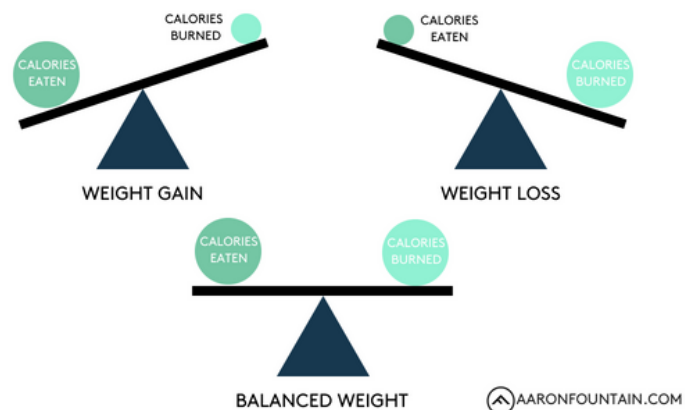 CALORIES
BURNED
CALORIES
EATEN
WEIGHT GAIN
CALORIES
EATEN
CALORIES
BURNED
WEIGHT LOSS
CALORIES
EATEN
CALORIES
BURNED
BALANCED WEIGHT
AARONFOUNTAIN.COM